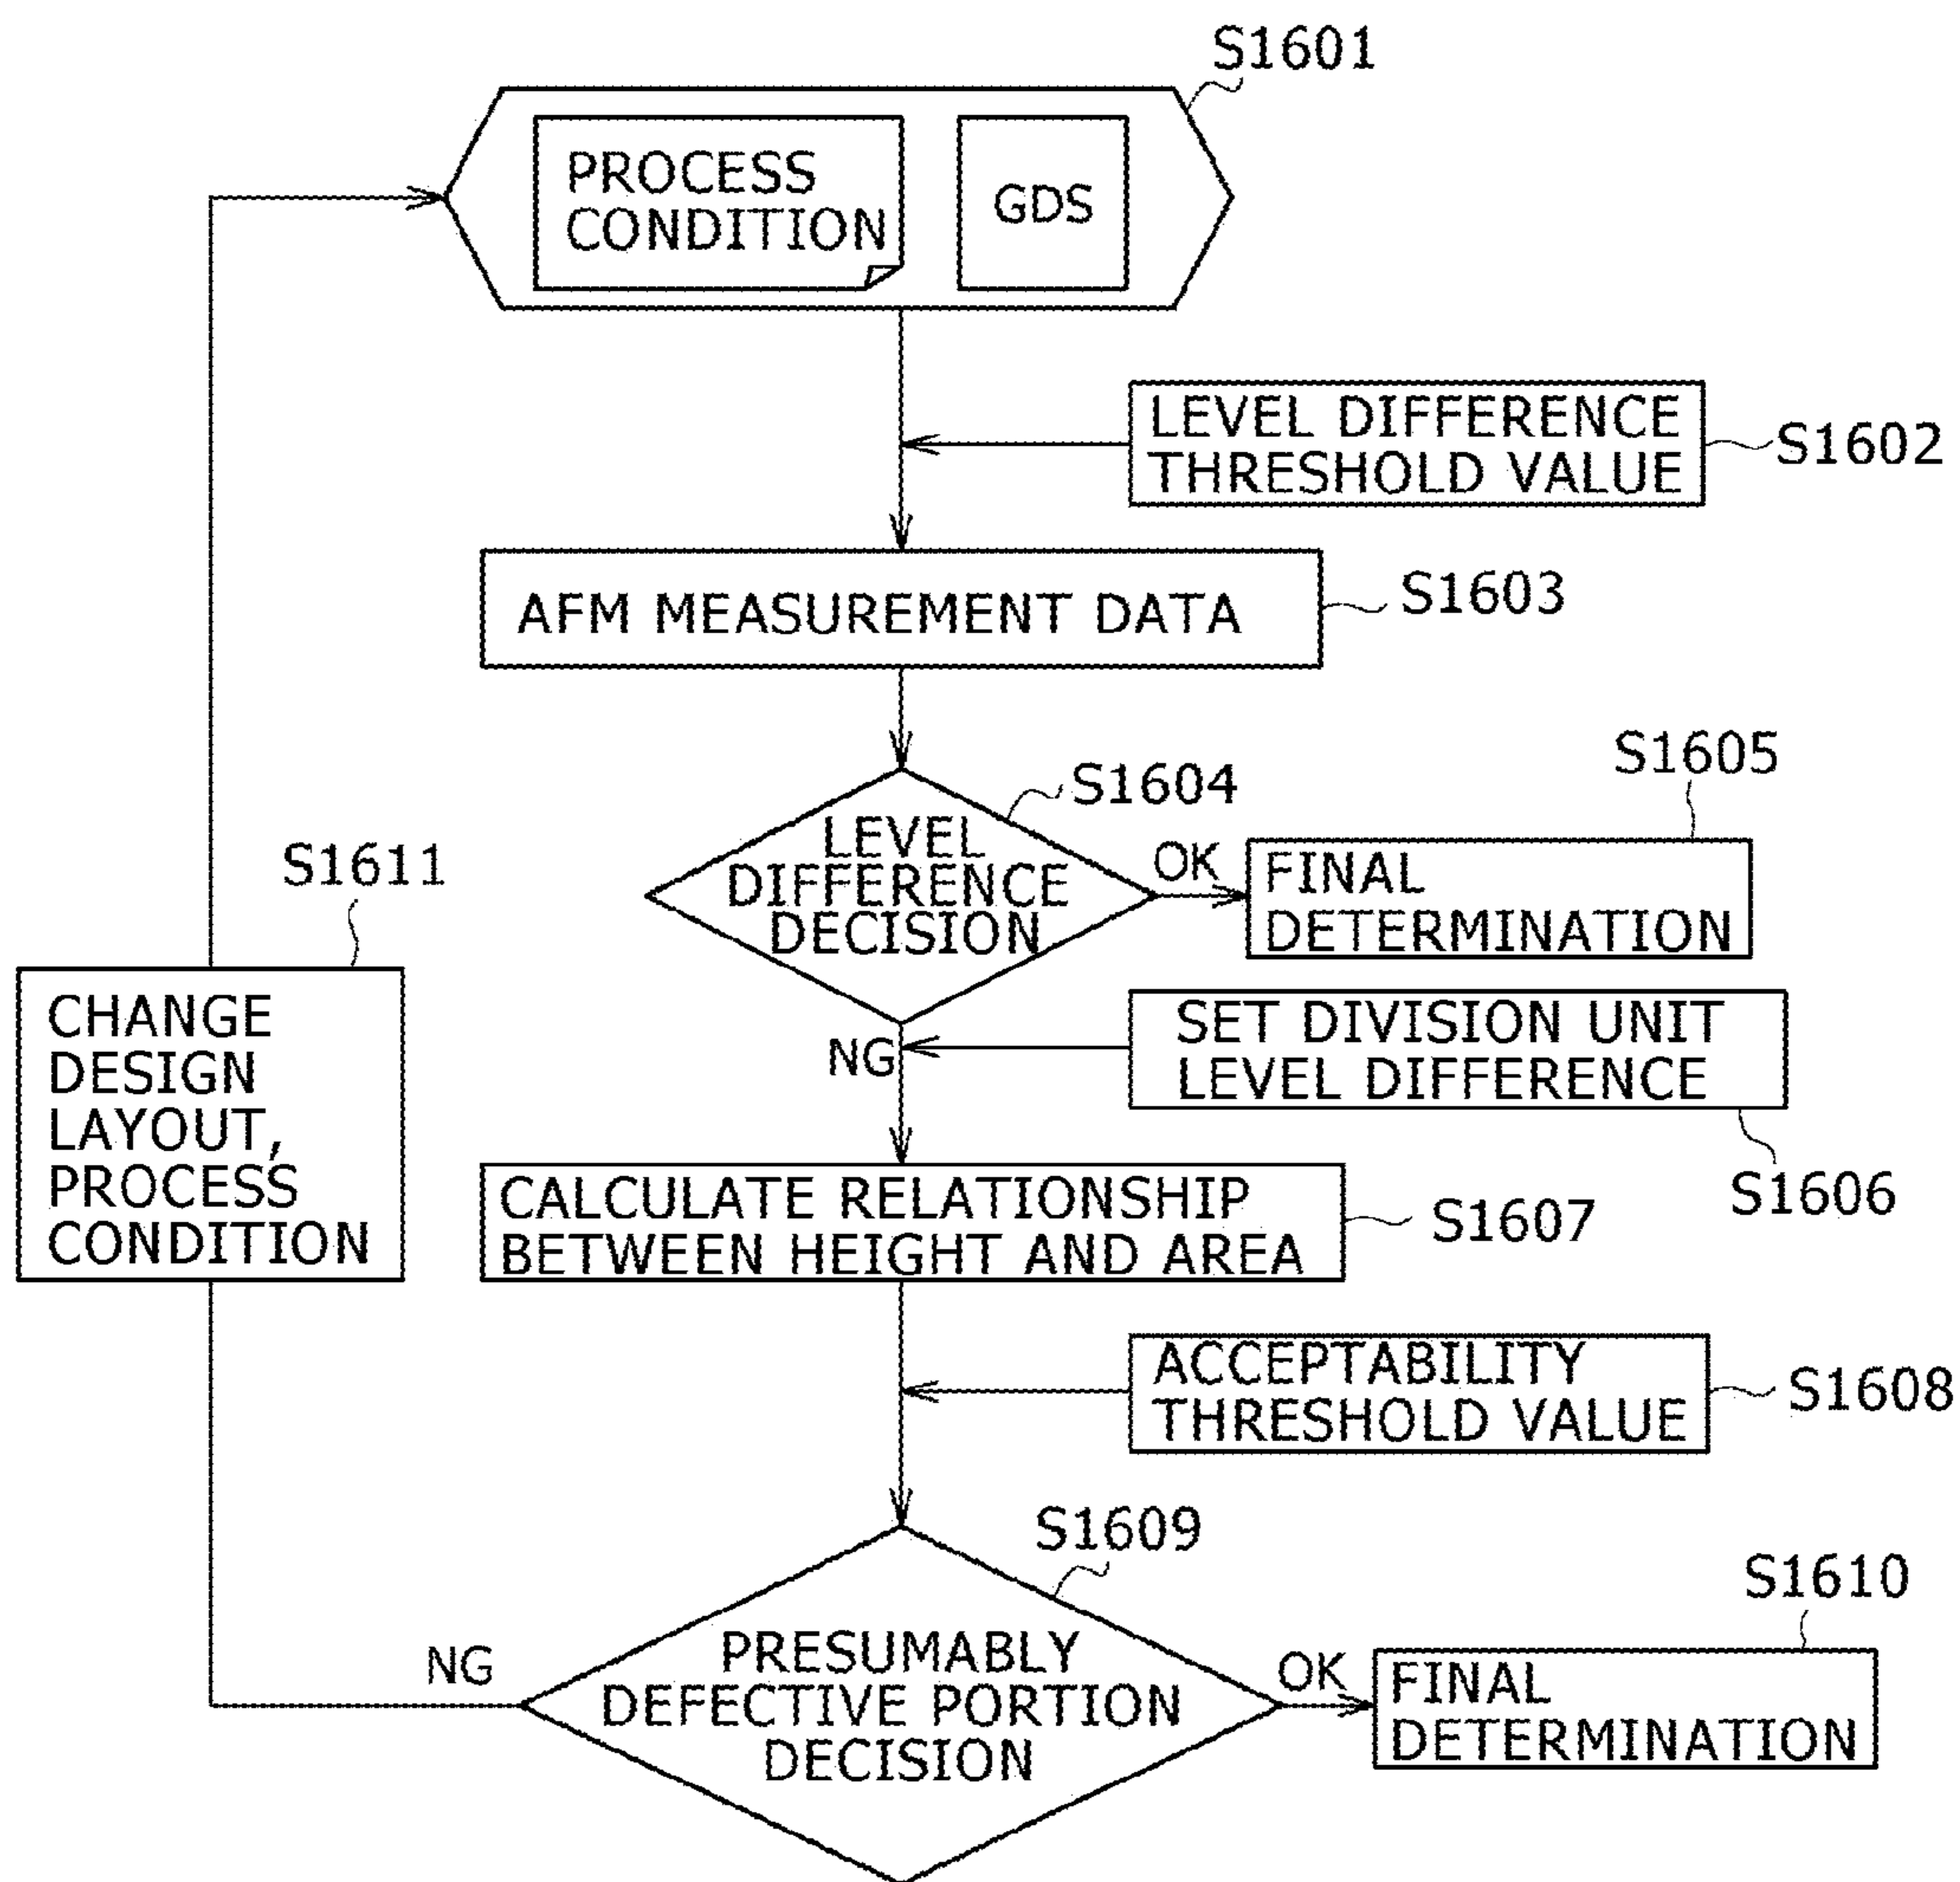 S1601
PROCESS
CONDITION
GDS
LEVEL DIFFERENCE
THRESHOLD VALUE
S1602
AFM MEASUREMENT DATA
S1603
S1604
LEVEL
DIFFERENCE
DECISION
OK
S1605
FINAL
DETERMINATION
NG
SET DIVISION UNIT
LEVEL DIFFERENCE
S1606
S1611
CHANGE
DESIGN
LAYOUT,
PROCESS
CONDITION
CALCULATE RELATIONSHIP
BETWEEN HEIGHT AND AREA
S1607
ACCEPTABILITY
THRESHOLD VALUE
S1608
S1609
PRESUMABLY
DEFECTIVE PORTION
DECISION
NG
OK
S1610
FINAL
DETERMINATION